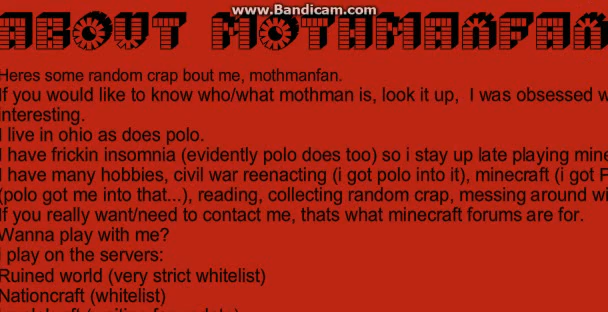 www.Bandicam.com
ABOUT MOTHMANFAN
Heres some random crap bout me, mothmanfan.
If you would like to know who/what mothman is, look it up, I was obsessed w
interesting.
I live in ohio as does polo.
I have frickin insomnia (evidently polo does too) so i stay up late playing mine
I have many hobbies, civil war reenacting (i got polo into it), minecraft (i got P
(polo got me into that...), reading, collecting random crap, messing around wi
If you really want/need to contact me, thats what minecraft forums are for.
Wanna play with me?
I play on the servers:
Ruined world (very strict whitelist)
Nationcraft (whitelist)